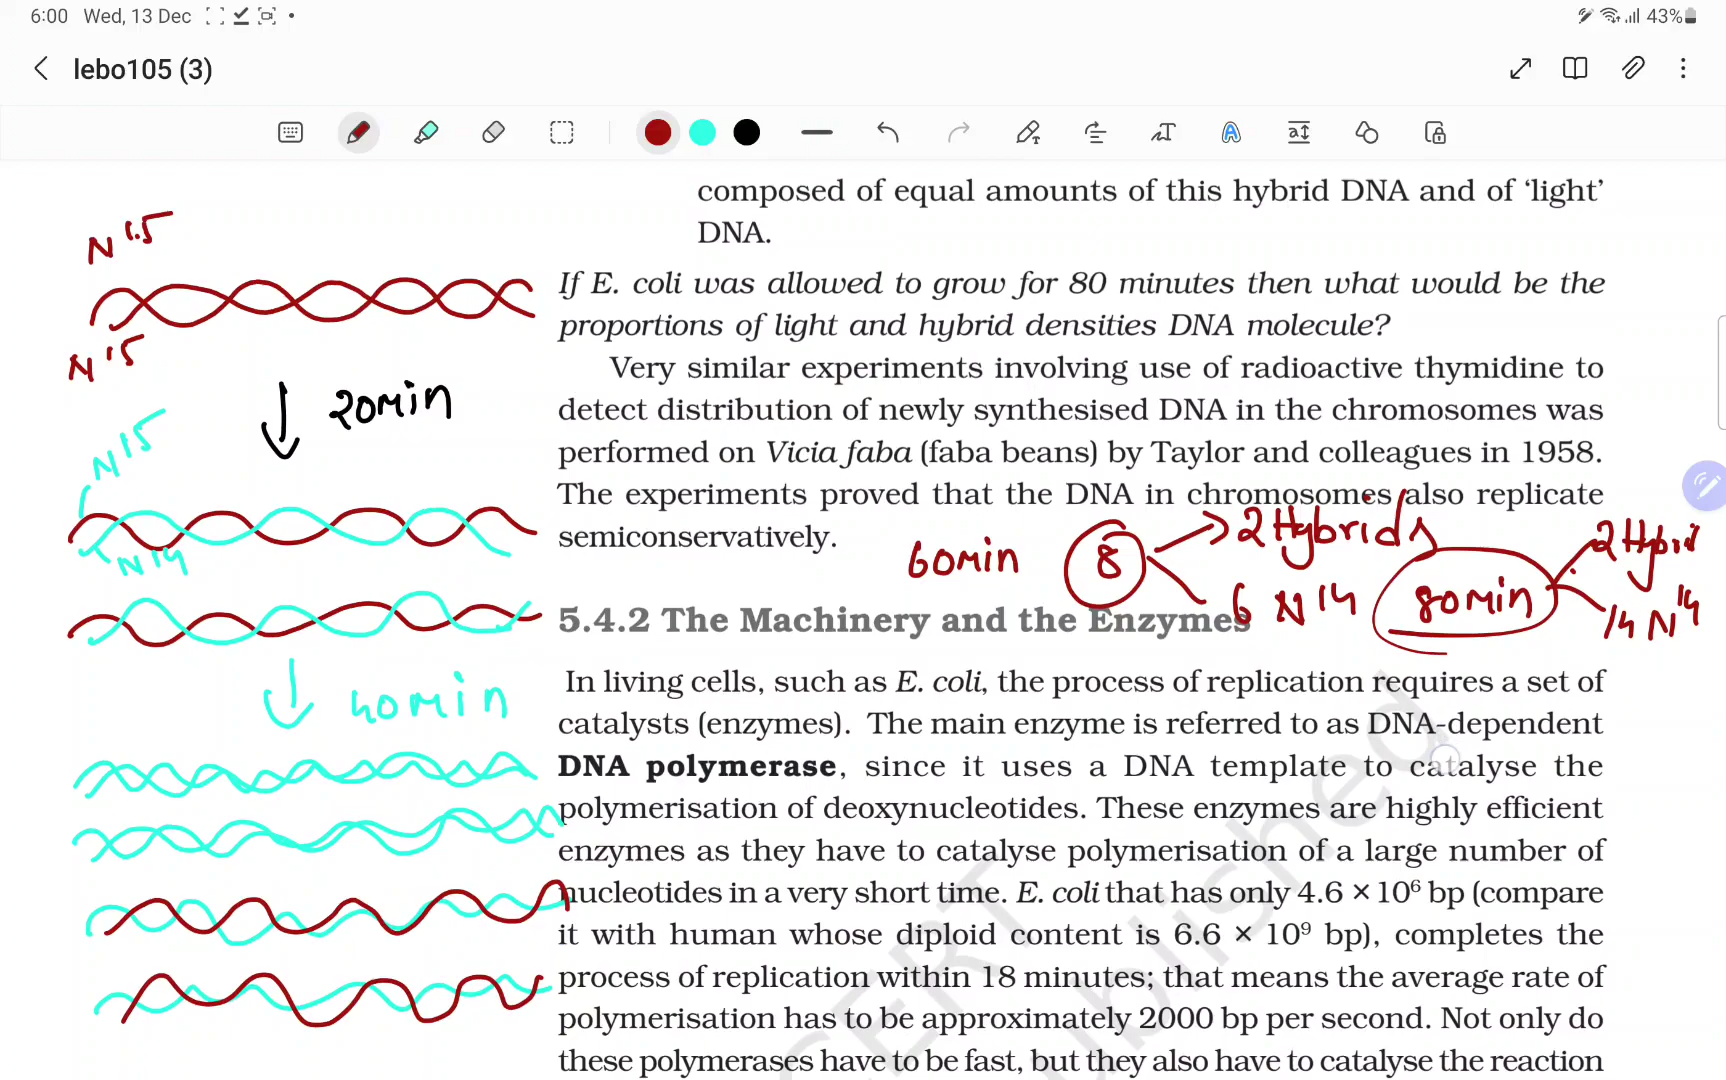 6:00 Wed, 13 Dec
43%
lebo105 (3)
composed of equal amounts of this hybrid DNA and of ‘light’
DNA.
If E. coli was allowed to grow for 80 minutes then what would be the
proportions of light and hybrid densities DNA molecule?
Very similar experiments involving use of radioactive thymidine to
detect distribution of newly synthesised DNA in the chromosomes was
performed on Vicia faba (faba beans) by Taylor and colleagues in 1958.
The experiments proved that the DNA in chromosomes also replicate
semiconservatively.
60min 8 2 Hybrids
6 N14
80min 2 Hybri
14 N14
5.4.2 The Machinery and the Enzymes
In living cells, such as E. coli, the process of replication requires a set of
catalysts (enzymes). The main enzyme is referred to as DNA-dependent
DNA polymerase, since it uses a DNA template to catalyse the
polymerisation of deoxynucleotides. These enzymes are highly efficient
enzymes as they have to catalyse polymerisation of a large number of
nucleotides in a very short time. E. coli that has only 4.6 × 10⁶ bp (compare
it with human whose diploid content is 6.6 × 10⁹ bp), completes the
process of replication within 18 minutes; that means the average rate of
polymerisation has to be approximately 2000 bp per second. Not only do
these polymerases have to be fast, but they also have to catalyse the reaction
N15
N15
20min
N15
N14
40min